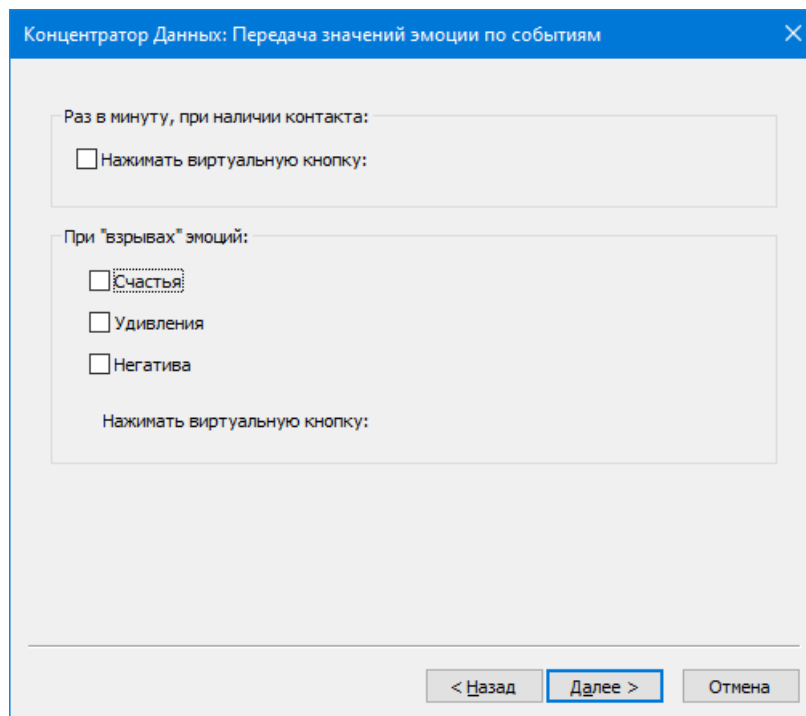 Концентратор Данных: Передача значений эмоции по событиям
Раз в минуту, при наличии контакта:
Нажимать виртуальную кнопку:
При "взрывах" эмоций:
Счастья
Удивления
Негатива
Нажимать виртуальную кнопку:
< Назад Далее > Отмена